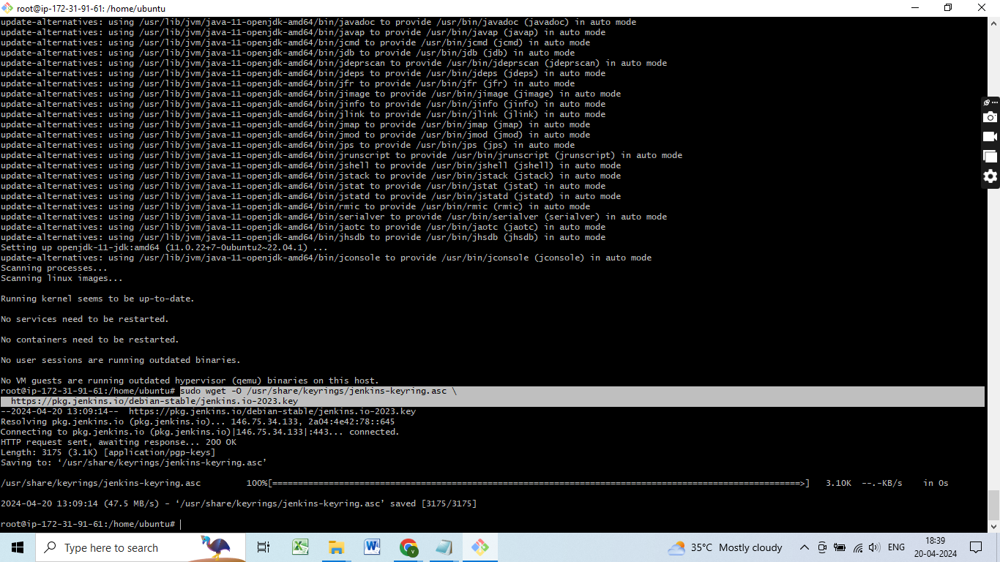 root@ip-172-31-91-61: /home/ubuntu
update-alternatives: using /usr/lib/jvm/java-11-openjdk-amd64/bin/javadoc to provide /usr/bin/javadoc (javadoc) in auto mode
update-alternatives: using /usr/lib/jvm/java-11-openjdk-amd64/bin/javap to provide /usr/bin/javap (javap) in auto mode
update-alternatives: using /usr/lib/jvm/java-11-openjdk-amd64/bin/jcmd to provide /usr/bin/jcmd (jcmd) in auto mode
update-alternatives: using /usr/lib/jvm/java-11-openjdk-amd64/bin/jdb to provide /usr/bin/jdb (jdb) in auto mode
update-alternatives: using /usr/lib/jvm/java-11-openjdk-amd64/bin/jdeprscan to provide /usr/bin/jdeprscan (jdeprscan) in auto mode
update-alternatives: using /usr/lib/jvm/java-11-openjdk-amd64/bin/jdeps to provide /usr/bin/jdeps (jdeps) in auto mode
update-alternatives: using /usr/lib/jvm/java-11-openjdk-amd64/bin/jfr to provide /usr/bin/jfr (jfr) in auto mode
update-alternatives: using /usr/lib/jvm/java-11-openjdk-amd64/bin/jimage to provide /usr/bin/jimage (jimage) in auto mode
update-alternatives: using /usr/lib/jvm/java-11-openjdk-amd64/bin/jinfo to provide /usr/bin/jinfo (jinfo) in auto mode
update-alternatives: using /usr/lib/jvm/java-11-openjdk-amd64/bin/jlink to provide /usr/bin/jlink (jlink) in auto mode
update-alternatives: using /usr/lib/jvm/java-11-openjdk-amd64/bin/jmap to provide /usr/bin/jmap (jmap) in auto mode
update-alternatives: using /usr/lib/jvm/java-11-openjdk-amd64/bin/jmod to provide /usr/bin/jmod (jmod) in auto mode
update-alternatives: using /usr/lib/jvm/java-11-openjdk-amd64/bin/jps to provide /usr/bin/jps (jps) in auto mode
update-alternatives: using /usr/lib/jvm/java-11-openjdk-amd64/bin/jrunscript to provide /usr/bin/jrunscript (jrunscript) in auto mode
update-alternatives: using /usr/lib/jvm/java-11-openjdk-amd64/bin/jshell to provide /usr/bin/jshell (jshell) in auto mode
update-alternatives: using /usr/lib/jvm/java-11-openjdk-amd64/bin/jstack to provide /usr/bin/jstack (jstack) in auto mode
update-alternatives: using /usr/lib/jvm/java-11-openjdk-amd64/bin/jstat to provide /usr/bin/jstat (jstat) in auto mode
update-alternatives: using /usr/lib/jvm/java-11-openjdk-amd64/bin/jstatd to provide /usr/bin/jstatd (jstatd) in auto mode
update-alternatives: using /usr/lib/jvm/java-11-openjdk-amd64/bin/rmic to provide /usr/bin/rmic (rmic) in auto mode
update-alternatives: using /usr/lib/jvm/java-11-openjdk-amd64/bin/serialver to provide /usr/bin/serialver (serialver) in auto mode
update-alternatives: using /usr/lib/jvm/java-11-openjdk-amd64/bin/jaotc to provide /usr/bin/jaotc (jaotc) in auto mode
update-alternatives: using /usr/lib/jvm/java-11-openjdk-amd64/bin/jhsdb to provide /usr/bin/jhsdb (jhsdb) in auto mode
Setting up openjdk-11-jdk:amd64 (11.0.22+7-0ubuntu2~22.04.1) ...
update-alternatives: using /usr/lib/jvm/java-11-openjdk-amd64/bin/jconsole to provide /usr/bin/jconsole (jconsole) in auto mode
Scanning processes...
Scanning linux images...
Running kernel seems to be up-to-date.
No services need to be restarted.
No containers need to be restarted.
No user sessions are running outdated binaries.
No VM guests are running outdated hypervisor (qemu) binaries on this host.
root@ip-172-31-91-61:/home/ubuntu# sudo wget -O /usr/share/keyrings/jenkins-keyring.asc \
https://pkg.jenkins.io/debian-stable/jenkins.io-2023.key
--2024-04-20 13:09:14--  https://pkg.jenkins.io/debian-stable/jenkins.io-2023.key
Resolving pkg.jenkins.io (pkg.jenkins.io)... 146.75.34.133, 2a04:4e42:78::645
Connecting to pkg.jenkins.io (pkg.jenkins.io)|146.75.34.133|:443... connected.
HTTP request sent, awaiting response... 200 OK
Length: 3175 (3.1K) [application/pgp-keys]
Saving to: ‘/usr/share/keyrings/jenkins-keyring.asc’
/usr/share/keyrings/jenkins-keyring.asc 100%[=======================================================================================================>] 3.10K --.-KB/s in 0s
2024-04-20 13:09:14 (47.5 MB/s) - ‘/usr/share/keyrings/jenkins-keyring.asc’ saved [3175/3175]
root@ip-172-31-91-61:/home/ubuntu#
Type here to search
35°C Mostly cloudy
ENG
18:39
20-04-2024